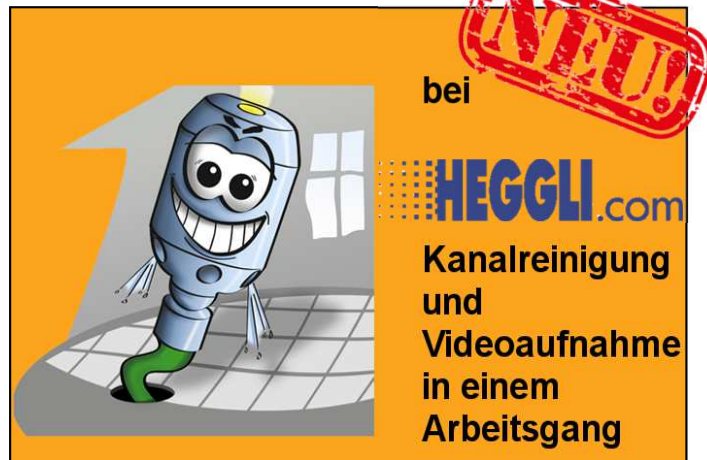 NEU!
bei
HEGGLI.com
Kanalreinigung
und
Videoaufnahme
in einem
Arbeitsgang